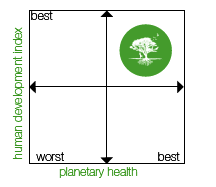 best
human development index
worst
best
planetary health